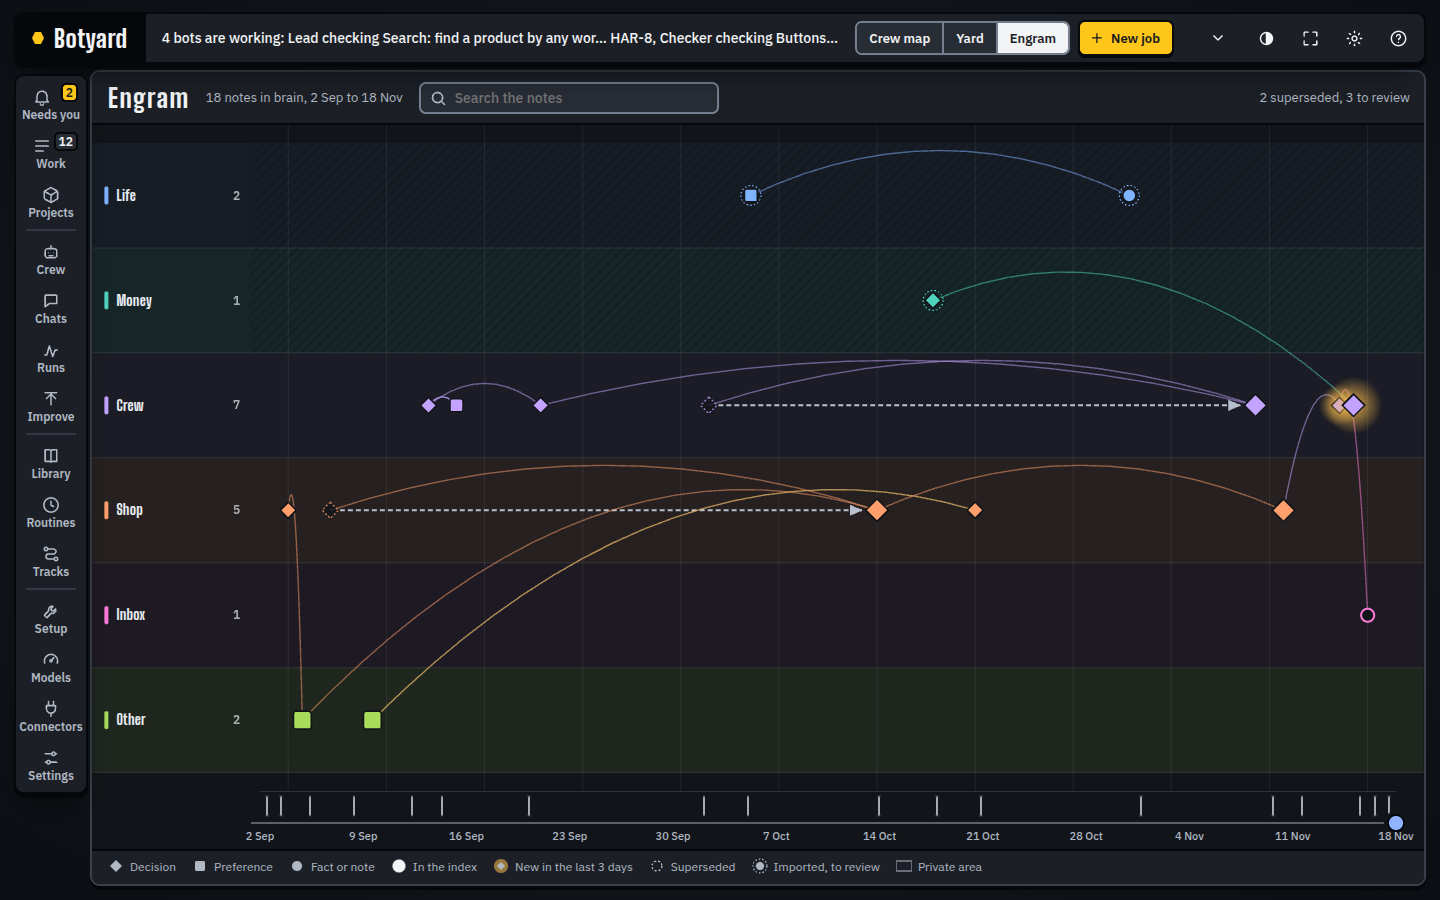 Botyard
4 bots are working: Lead checking Search: find a product by any wor... HAR-8, Checker checking Buttons...
Crew map
Yard
Engram
+ New job
Needs you
2
Work
12
Projects
Crew
Chats
Runs
Improve
Library
Routines
Tracks
Setup
Models
Connectors
Settings
Engram
18 notes in brain, 2 Sep to 18 Nov
Search the notes
2 superseded, 3 to review
Life 2
Money 1
Crew 7
Shop 5
Inbox 1
Other 2
2 Sep 9 Sep 16 Sep 23 Sep 30 Sep 7 Oct 14 Oct 21 Oct 28 Oct 4 Nov 11 Nov 18 Nov
Decision Preference Fact or note In the index New in the last 3 days Superseded Imported, to review Private area